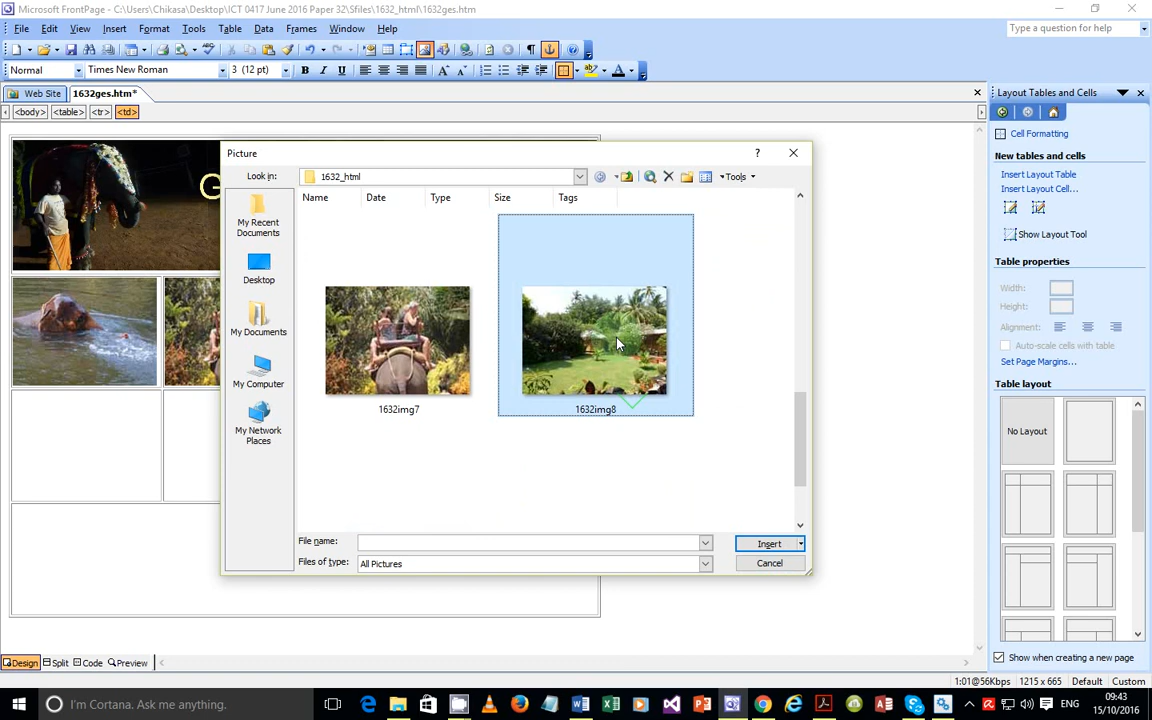 Microsoft FrontPage - C:\Users\Chikasa\Desktop\ICT 0417 June 2016 Paper 32\Sfiles\1632_html\1632ges.htm
File Edit View Insert Format Tools Table Data Frames Window Help
Type a question for help
Normal Times New Roman 3 (12 pt) B I U A A ab A
Web Site 1632ges.htm*
Layout Tables and Cells
<body> <table> <tr> <td>
Cell Formatting
New tables and cells
Insert Layout Table
Insert Layout Cell...
Show Layout Tool
Table properties
Width:
Height:
Alignment:
Auto-scale cells with table
Set Page Margins...
Table layout
No Layout
Show when creating a new page
G
Picture
?
Look in: 1632_html Tools
My Recent Documents
Desktop
My Documents
My Computer
My Network Places
Name Date Type Size Tags
1632img7 1632img8
File name: Insert
Files of type: All Pictures Cancel
Design Split Code Preview
1:01@56Kbps 1215 x 665 Default Custom
I'm Cortana. Ask me anything.
ENG
09:43
15/10/2016